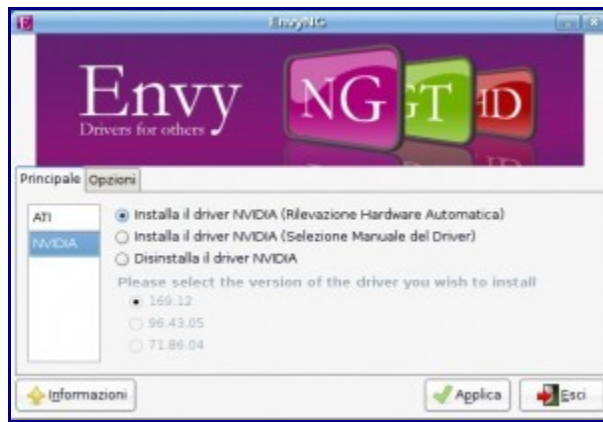 EnvyNG
Envy
Drivers for others
NG
GT
HD
Principale
Opzioni
ATI
NVIDIA
Installa il driver NVIDIA (Rilevazione Hardware Automatica)
Installa il driver NVIDIA (Selezione Manuale del Driver)
Disinstalla il driver NVIDIA
Please select the version of the driver you wish to install
169.12
96.43.05
71.86.04
Informazioni
Applica
Esci